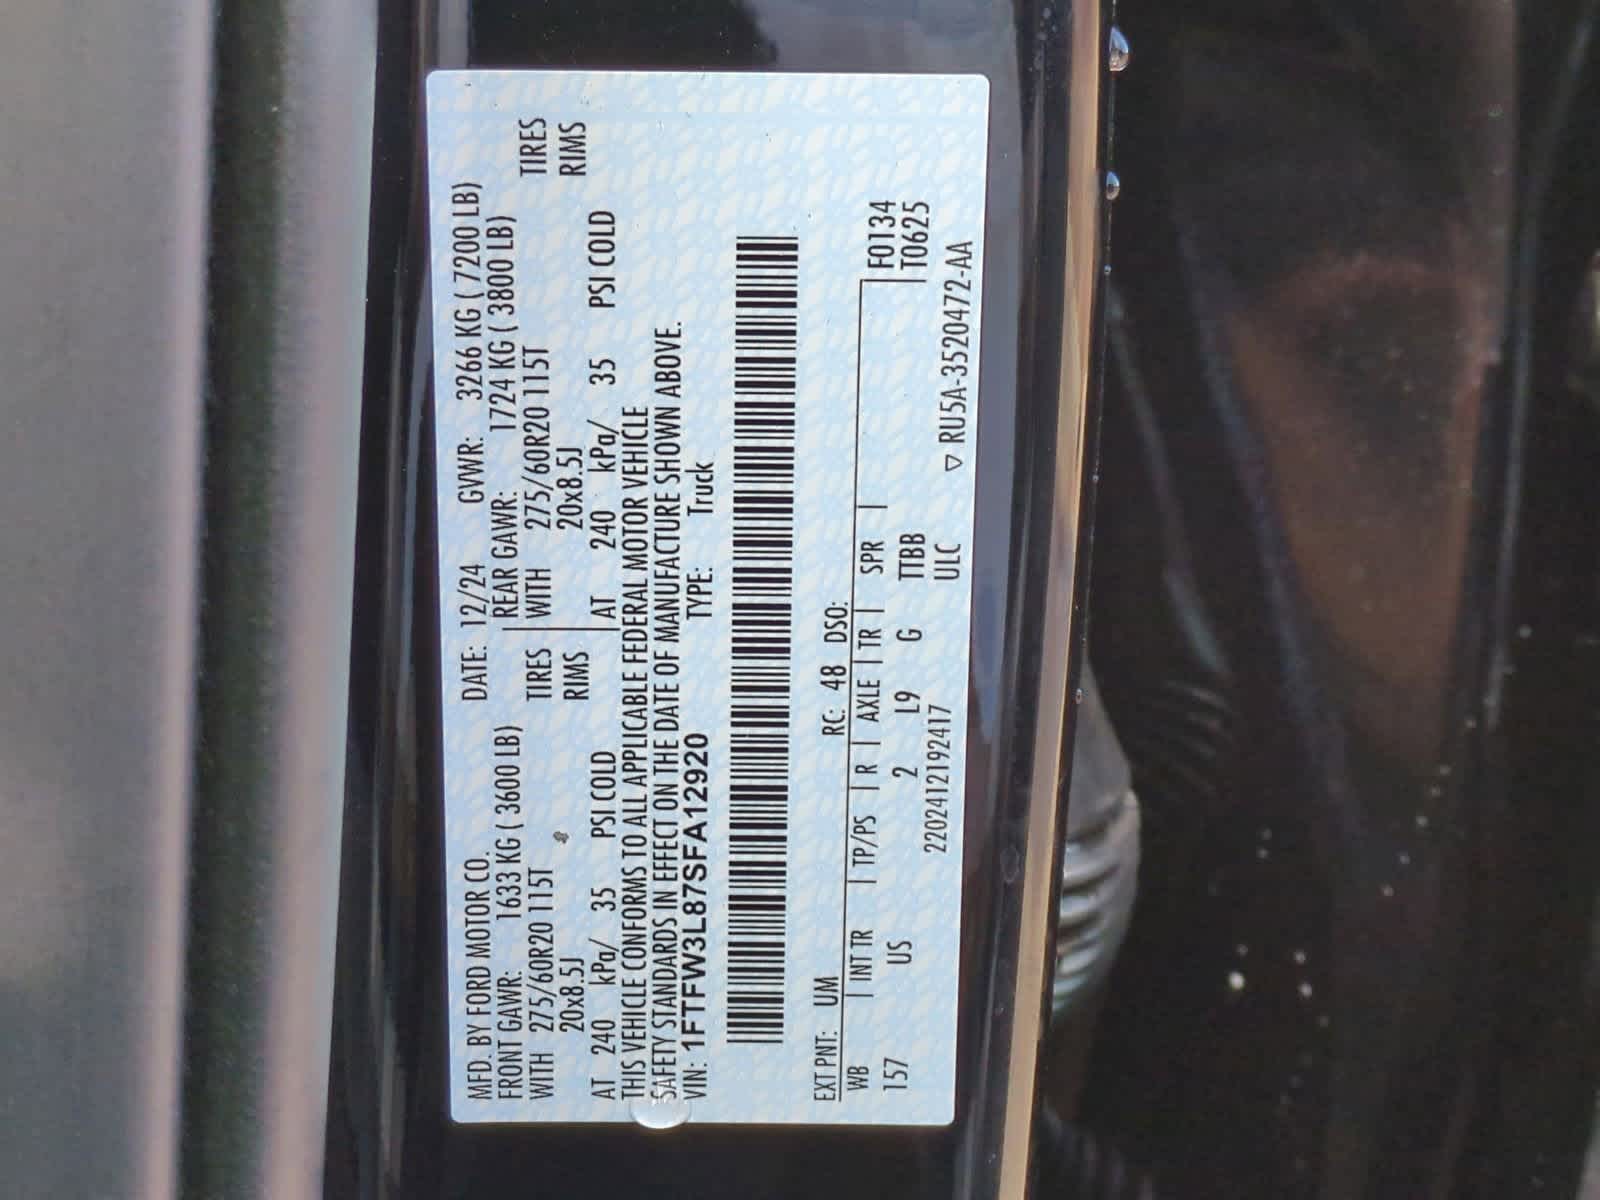 MFD. BY FORD MOTOR CO. DATE: 12/24 GVWR: 3266 KG ( 7200 LB)
FRONT GAWR: 1633 KG ( 3600 LB) REAR GAWR: 1724 KG ( 3800 LB)
WITH 275/60R20 115T TIRES WITH 275/60R20 115T TIRES
20x8.5J RIMS 20x8.5J RIMS
AT 240 kPa/ 35 PSI COLD AT 240 kPa/ 35 PSI COLD
THIS VEHICLE CONFORMS TO ALL APPLICABLE FEDERAL MOTOR VEHICLE
SAFETY STANDARDS IN EFFECT ON THE DATE OF MANUFACTURE SHOWN ABOVE.
VIN: 1FTFW3L87SFA12920 TYPE: Truck
EXT PNT: UM RC: 48 DSO:
WB INT TR TP/PS R AXLE TR SPR F0134
157 US 2 L9 G TTBB T0625
ULC
2202412192417 ▽ RU5A-3520472-AA